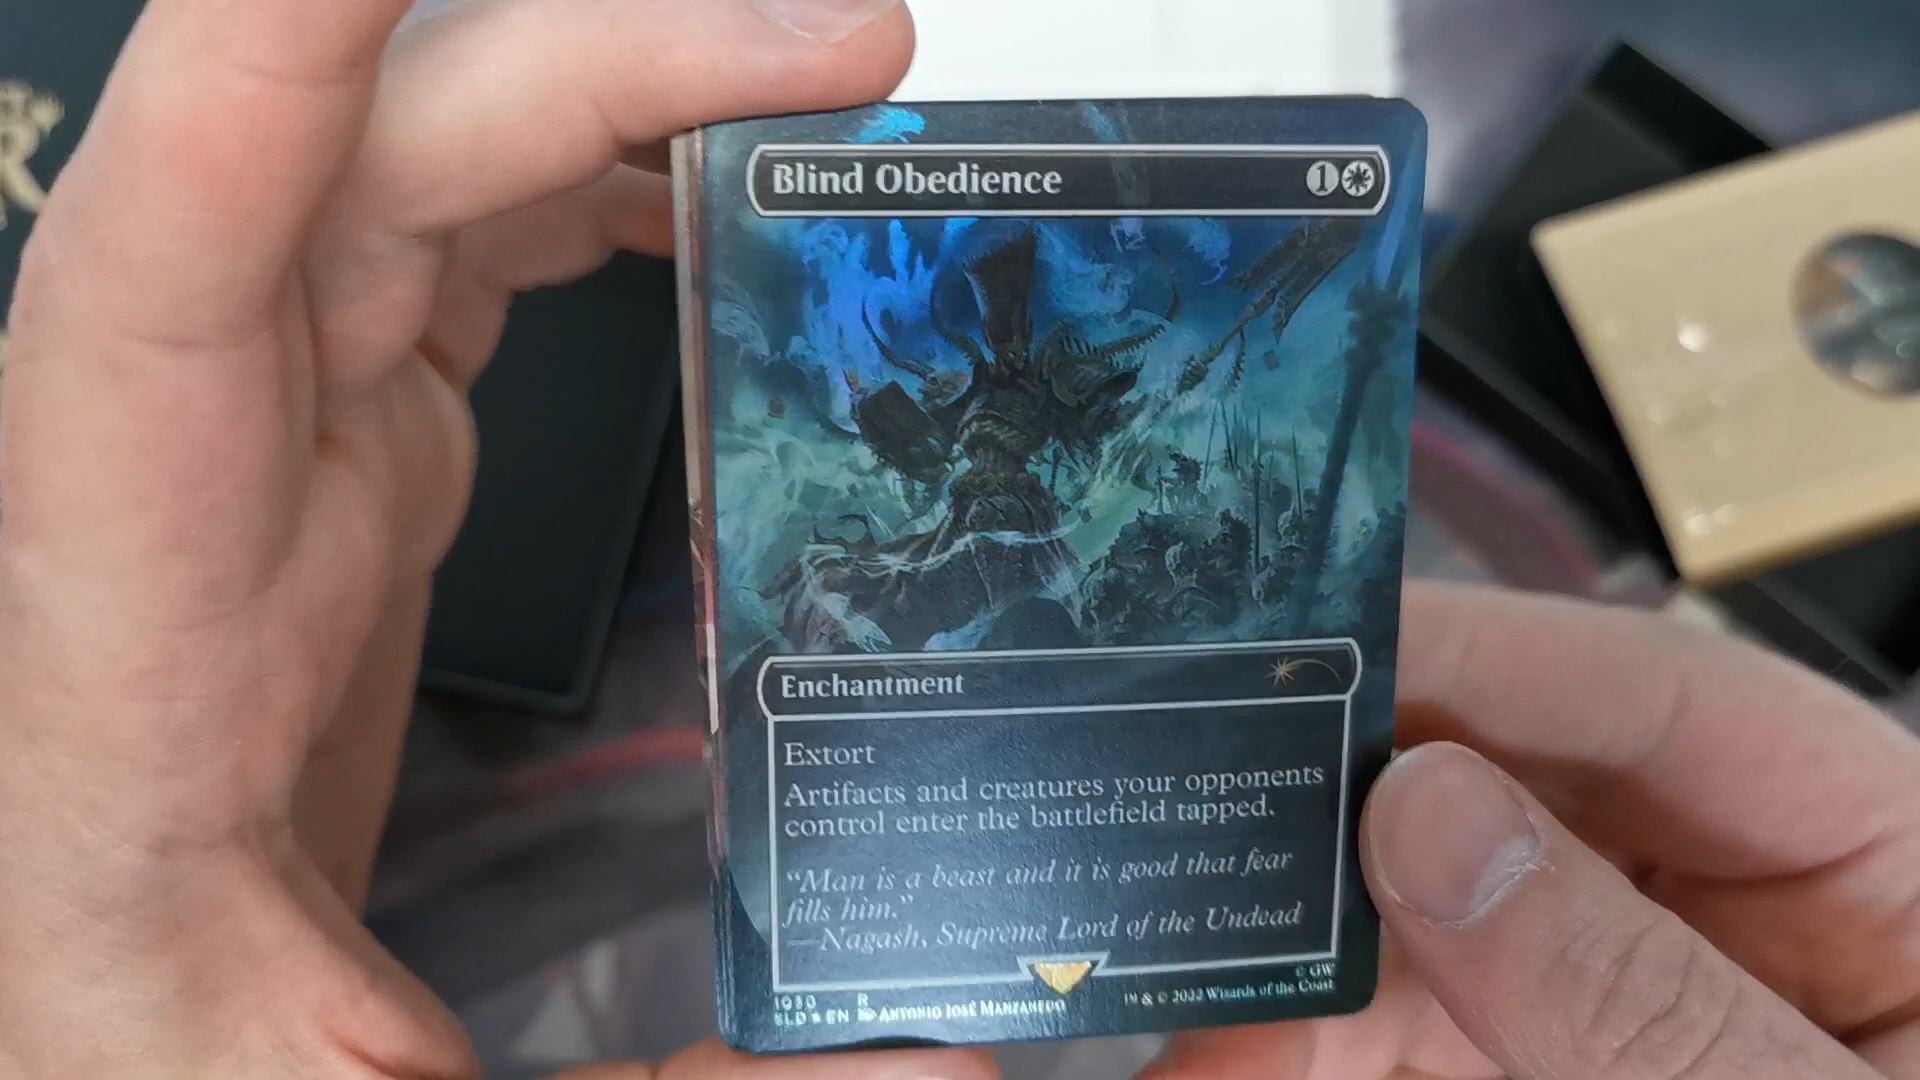 Blind Obedience 1
Enchantment
Extort
Artifacts and creatures your opponents
control enter the battlefield tapped.
"Man is a beast and it is good that fear
fills him."
—Nagash, Supreme Lord of the Undead
© GW
1030 R
SLD ★ EN ANTONIO JOSÉ MANZANEDO
™ & © 2022 Wizards of the Coast